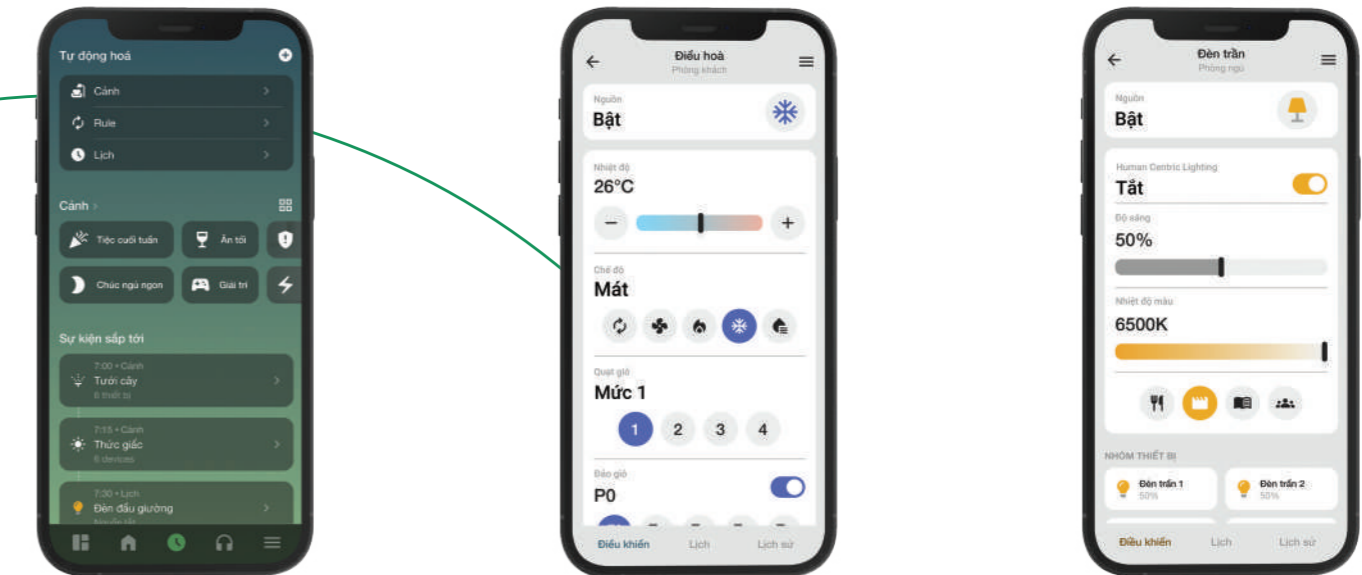 Tự động hoá
Cảnh
Rule
Lịch
Cảnh
Tiệc cuối tuần
Ăn tối
Chúc ngủ ngon
Giải trí
Sự kiện sắp tới
7:00 • Cảnh
Tưới cây
6 thiết bị
7:15 • Cảnh
Thức giấc
6 devices
7:30 • Lịch
Đèn đầu giường
Điều hoà
Phòng khách
Nguồn
Bật
Nhiệt độ
26°C
Chế độ
Mát
Quạt gió
Mức 1
1 2 3 4
Đảo gió
P0
Điều khiển Lịch Lịch sử
Đèn trần
Phòng ngủ
Nguồn
Bật
Human Centric Lighting
Tắt
Độ sáng
50%
Nhiệt độ màu
6500K
NHÓM THIẾT BỊ
Đèn trần 1
50%
Đèn trần 2
50%
Điều khiển Lịch Lịch sử